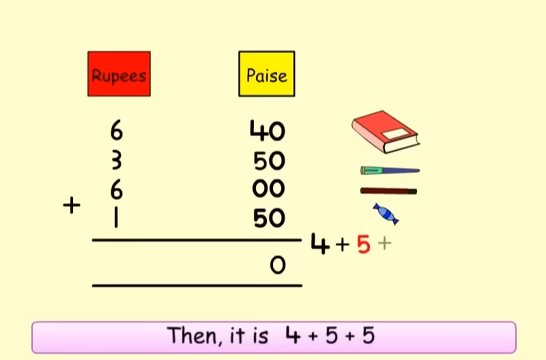 Rupees Paise
6 40
3 50
6 00
+ 1 50
4 + 5 +
0
Then, it is 4 + 5 + 5